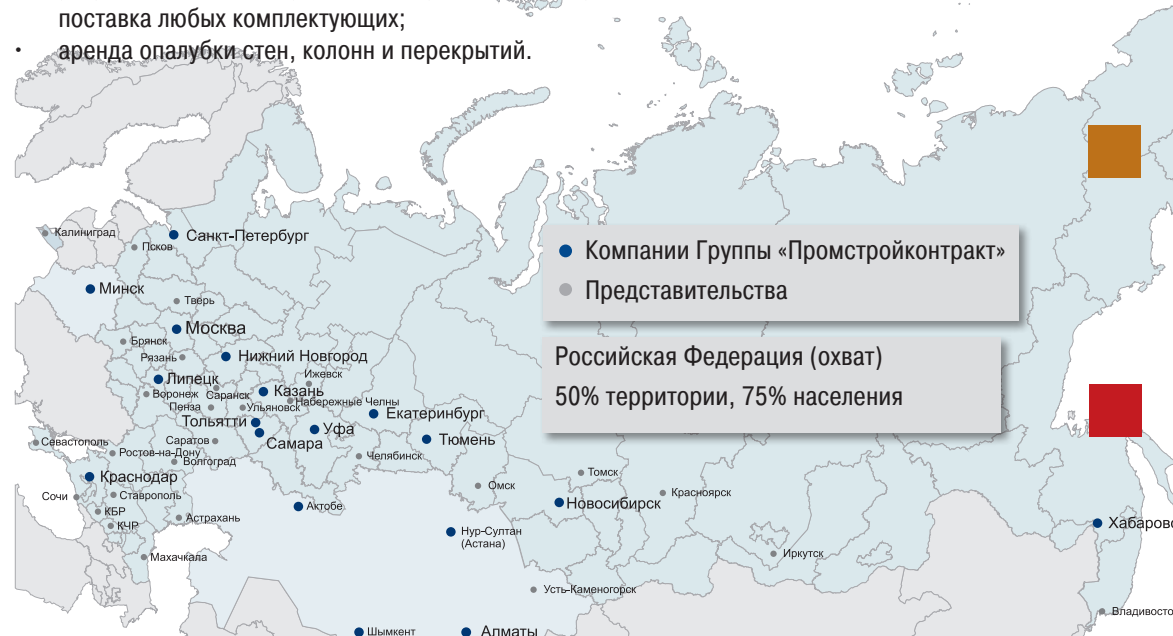 поставка любых комплектующих;
· аренда опалубки стен, колонн и перекрытий.
Калиниград
Санкт-Петербург
Псков
Компании Группы «Промстройконтракт»
Представительства
Минск
Тверь
Москва
Брянск
Рязань
Нижний Новгород
Российская Федерация (охват)
50% территории, 75% населения
Липецк
Ижевск
Воронеж
Саранск
Казань
Пенза
Ульяновск
Набережные Челны
Екатеринбург
Тольятти
Самара
Уфа
Тюмень
Севастополь
Саратов
Ростов-на-Дону
Волгоград
Челябинск
Краснодар
Томск
Омск
Красноярск
Сочи
Ставрополь
Новосибирск
КБР
Актобе
КЧР
Астрахань
Хабаровс
Нур-Султан
(Астана)
Махачкала
Иркутск
Усть-Каменогорск
Владивосто
Шымкент
Алматы